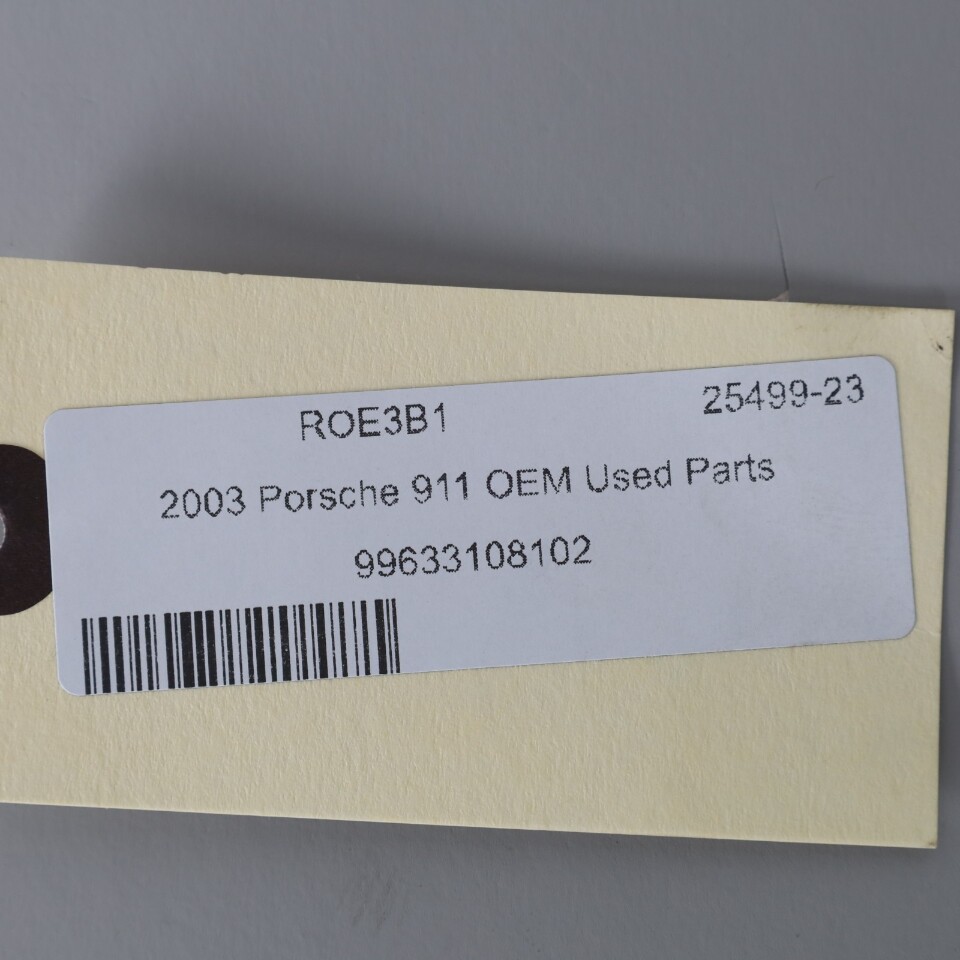 ROE3B1 25499-23
2003 Porsche 911 OEM Used Parts
99633108102